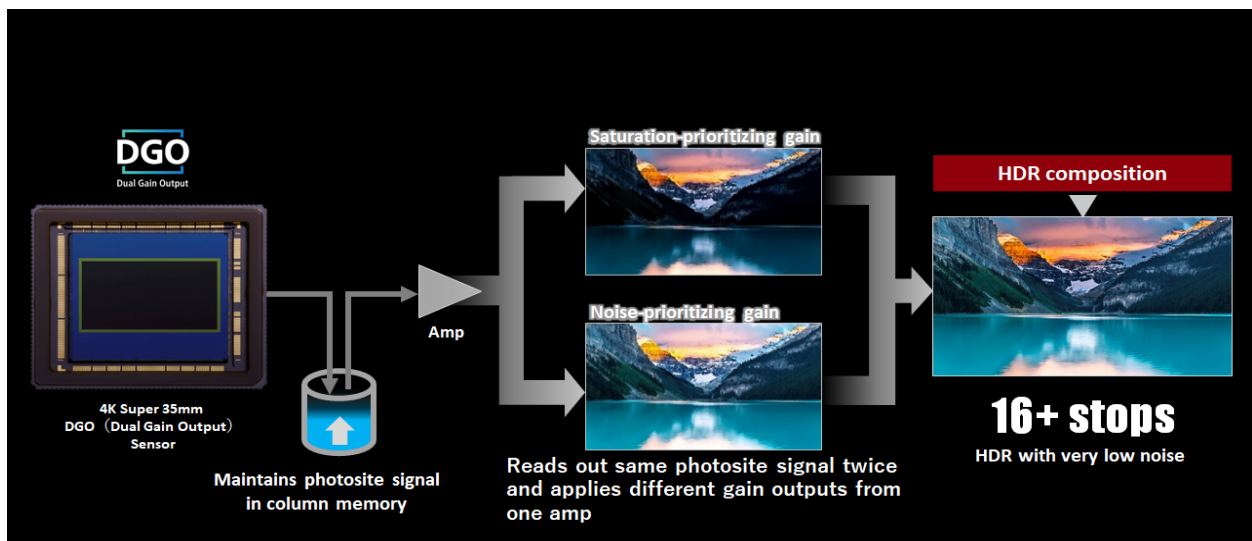 DGO
Dual Gain Output
4K Super 35mm
DGO（Dual Gain Output）
Sensor
Maintains photosite signal
in column memory
Amp
Saturation-prioritizing gain
Noise-prioritizing gain
Reads out same photosite signal twice
and applies different gain outputs from
one amp
HDR composition
16+ stops
HDR with very low noise